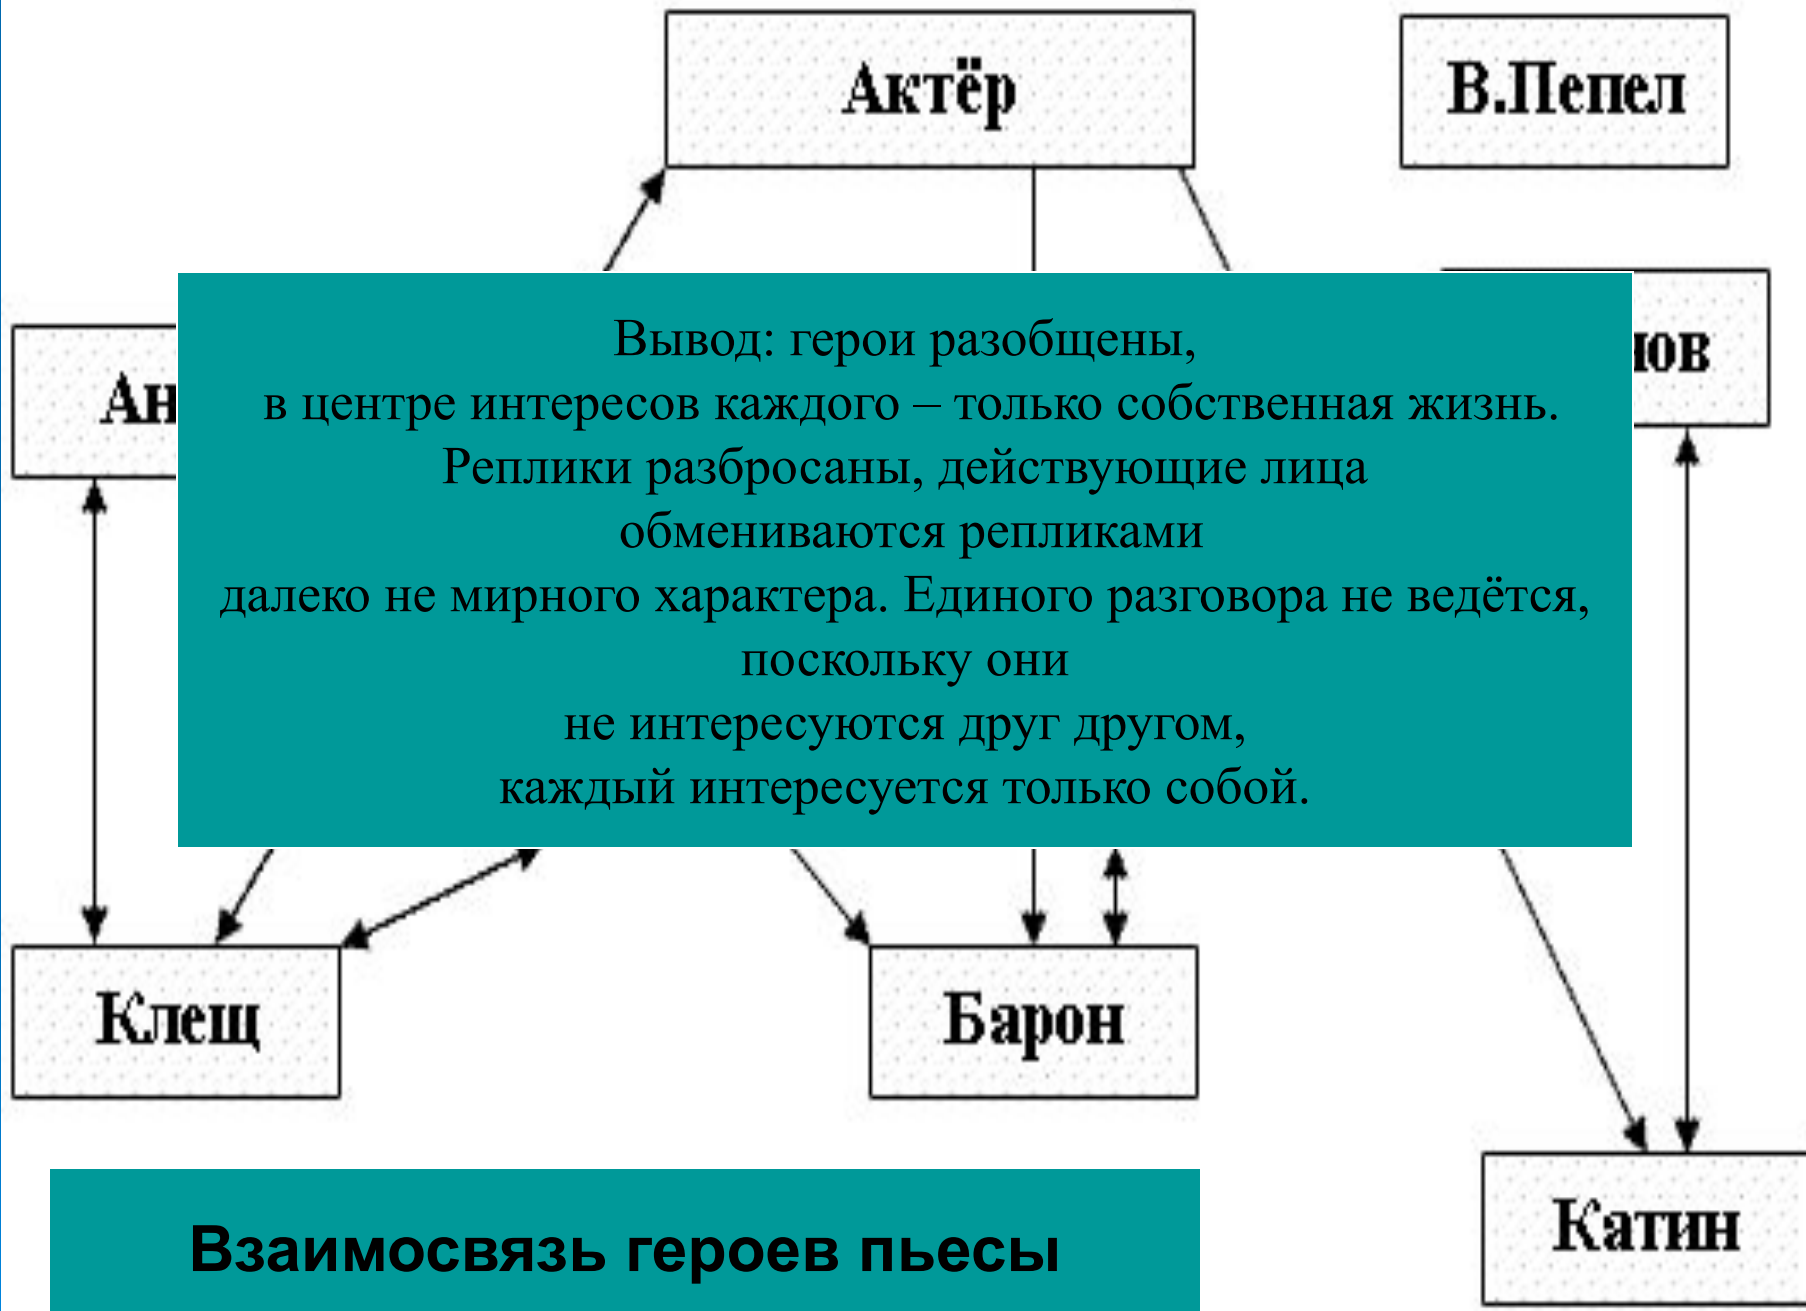 Актёр
В.Пепел
Вывод: герои разобщены,
в центре интересов каждого – только собственная жизнь.
Реплики разбросаны, действующие лица
обмениваются репликами
далеко не мирного характера. Единого разговора не ведётся,
поскольку они
не интересуются друг другом,
каждый интересуется только собой.
Клещ
Барон
Катин
Взаимосвязь героев пьесы